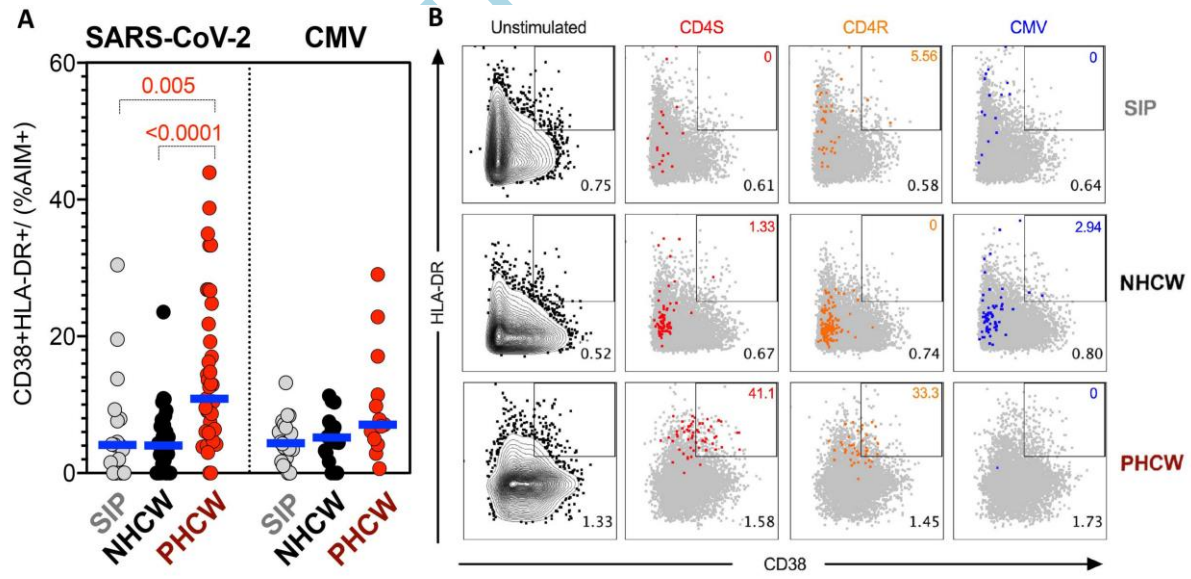 A
SARS-CoV-2 CMV
60
40
20
0
CD38+HLA-DR+/ (%AIM+)
0.005
<0.0001
SIP
NHCW
PHCW
SIP
NHCW
PHCW
B
Unstimulated CD4S CD4R CMV
0 5.56 0
0.75 0.61 0.58 0.64
SIP
1.33 0 2.94
0.52 0.67 0.74 0.80
NHCW
41.1 33.3 0
1.33 1.58 1.45 1.73
PHCW
HLA-DR
CD38